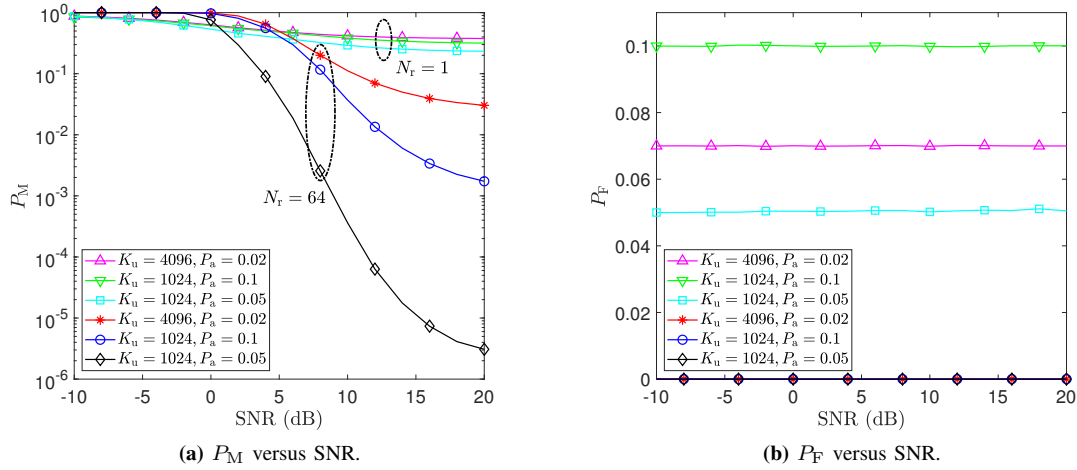 10^0
10^-1
10^-2
10^-3
10^-4
10^-5
10^-6
P_M
N_r = 1
N_r = 64
K_u = 4096, P_a = 0.02
K_u = 1024, P_a = 0.1
K_u = 1024, P_a = 0.05
K_u = 4096, P_a = 0.02
K_u = 1024, P_a = 0.1
K_u = 1024, P_a = 0.05
-10 -5 0 5 10 15 20
SNR (dB)
(a) P_M versus SNR.
0.1
0.08
0.06
0.04
0.02
0
P_F
K_u = 4096, P_a = 0.02
K_u = 1024, P_a = 0.1
K_u = 1024, P_a = 0.05
K_u = 4096, P_a = 0.02
K_u = 1024, P_a = 0.1
K_u = 1024, P_a = 0.05
-10 -5 0 5 10 15 20
SNR (dB)
(b) P_F versus SNR.